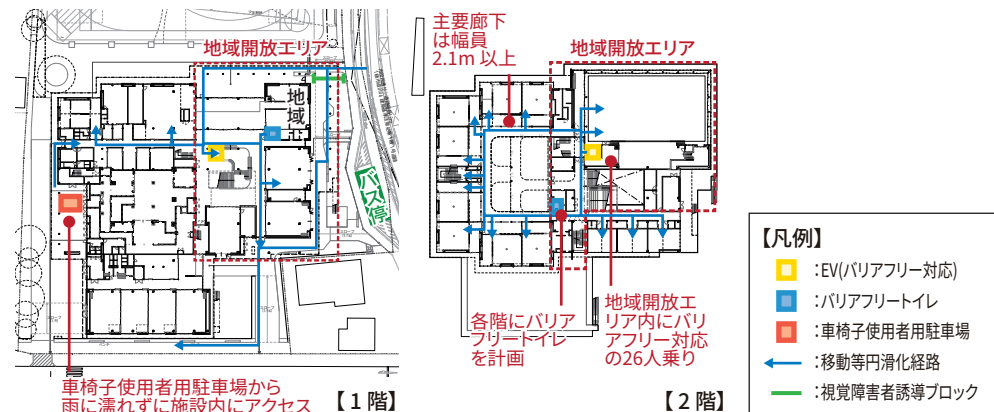 主要廊下
は幅員
2.1m 以上
地域開放エリア
地域開放エリア
地域
バス停
車椅子使用者用駐車場から
雨に濡れずに施設内にアクセス
【1階】
各階にバリア
フリートイレ
を計画
地域開放エ
リア内にバリ
アフリー対応
の26人乗り
【2階】
【凡例】
:EV(バリアフリー対応)
:バリアフリートイレ
:車椅子使用者用駐車場
:移動等円滑化経路
:視覚障害者誘導ブロック